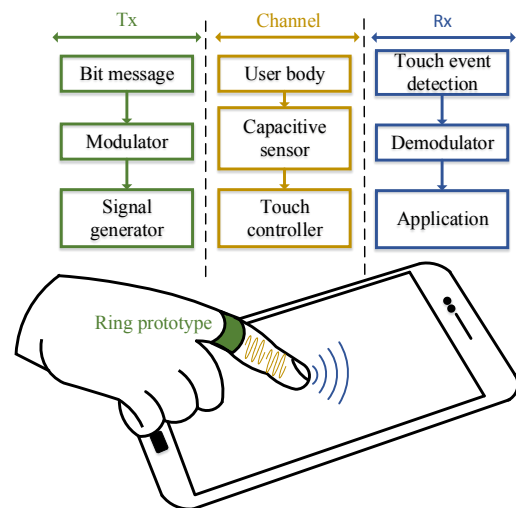 Tx
Channel
Rx
Bit message
User body
Touch event
detection
Modulator
Capacitive
sensor
Demodulator
Signal
generator
Touch
controller
Application
Ring prototype